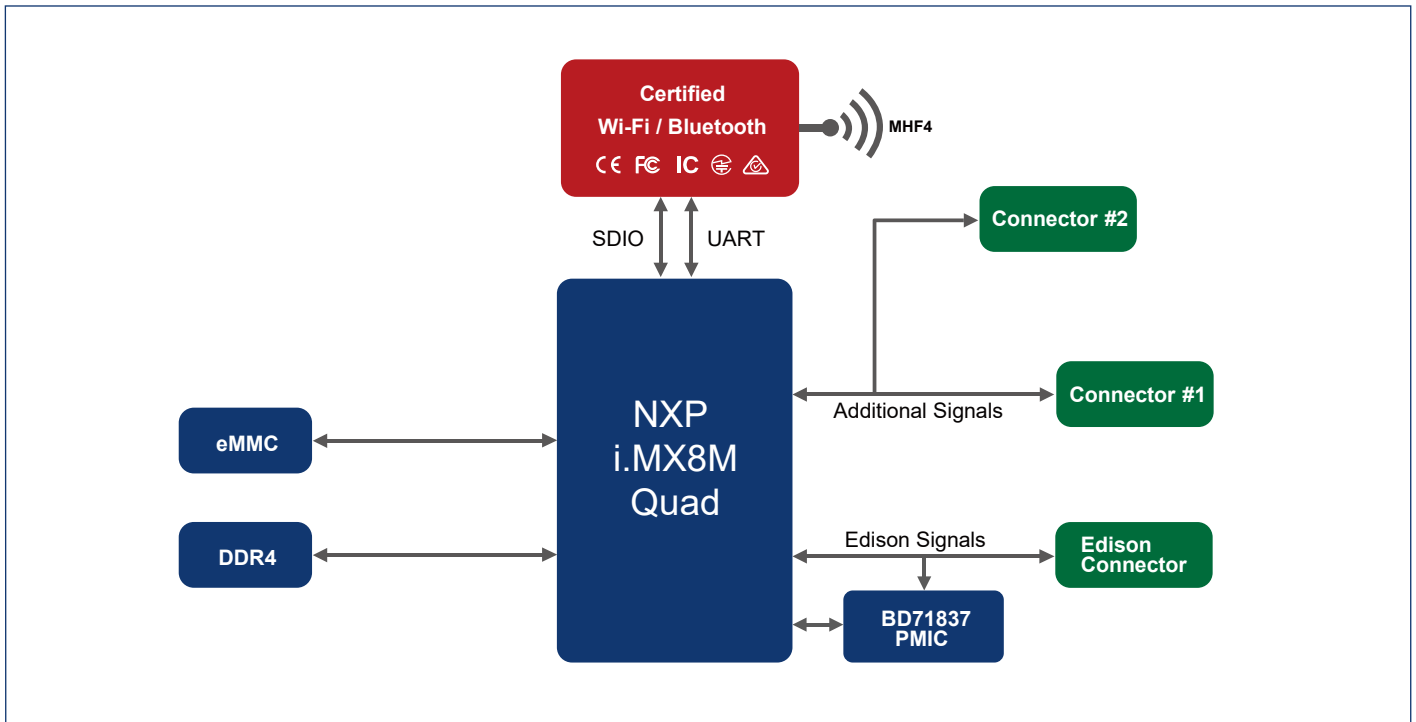 Certified
Wi-Fi / Bluetooth
CE FC IC
MHF4
SDIO
UART
Connector #2
NXP
i.MX8M
Quad
Connector #1
Additional Signals
eMMC
DDR4
Edison Signals
Edison
Connector
BD71837
PMIC